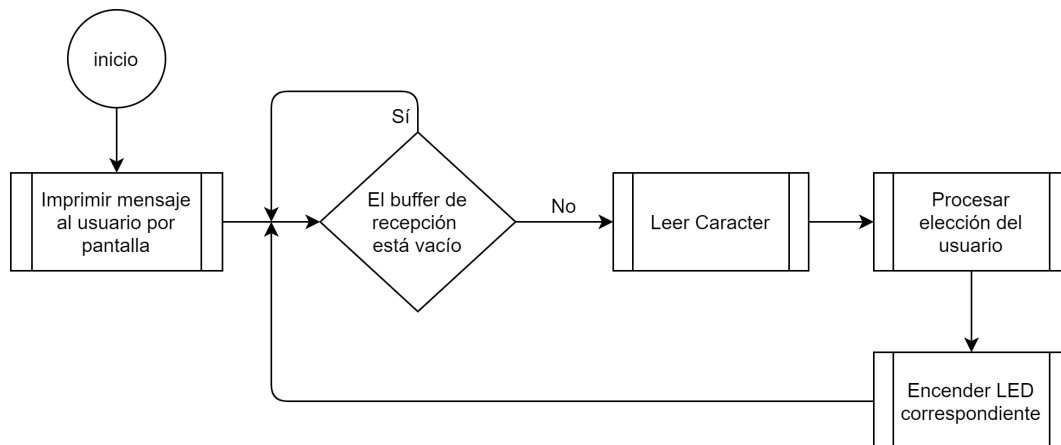 inicio
Imprimir mensaje
al usuario por
pantalla
Sí
El buffer de
recepción
está vacío
No
Leer Caracter
Procesar
elección del
usuario
Encender LED
correspondiente